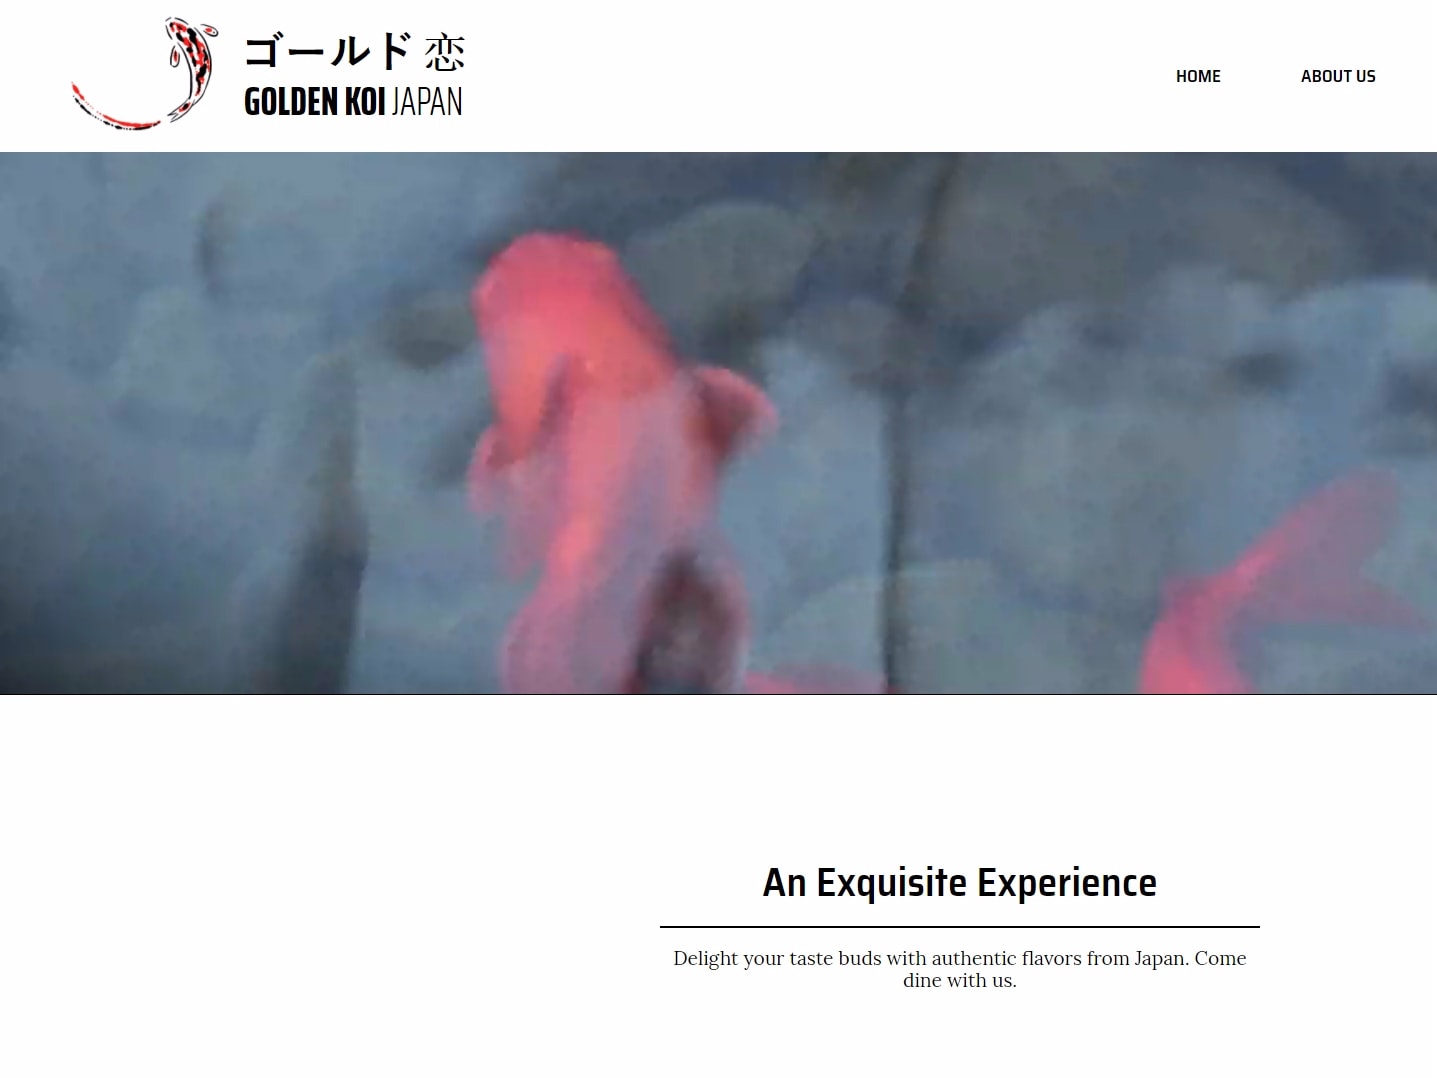 ゴールド 恋
GOLDEN KOI JAPAN
HOME
ABOUT US
An Exquisite Experience
Delight your taste buds with authentic flavors from Japan. Come
dine with us.